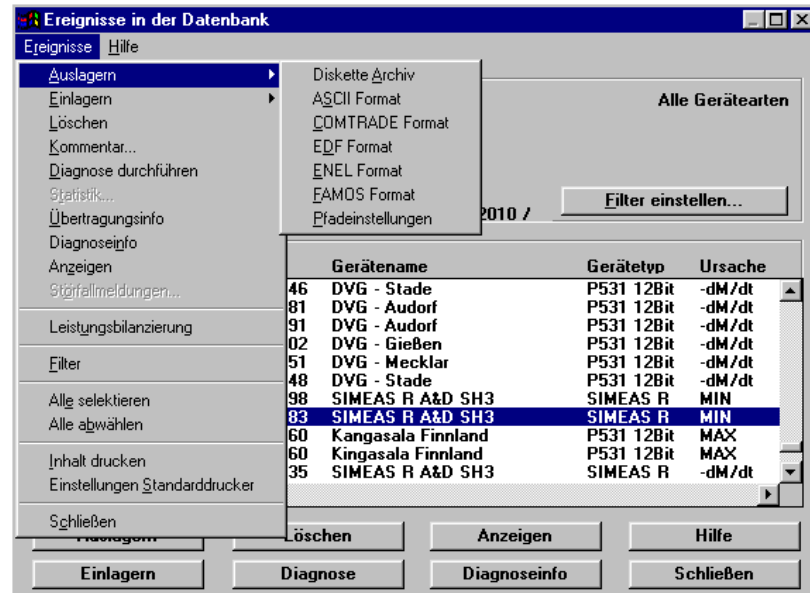 Ereignisse in der Datenbank
Ereignisse Hilfe
Auslagern
Einlagern
Löschen
Kommentar...
Diagnose durchführen
Statistik...
Übertragungsinfo
Diagnoseinfo
Anzeigen
Störfallmeldungen...
Leistungsbilanzierung
Filter
Alle selektieren
Alle abwählen
Inhalt drucken
Einstellungen Standarddrucker
Schließen
Diskette Archiv
ASCII Format
COMTRADE Format
EDF Format
ENEL Format
FAMOS Format
Pfadeinstellungen
Alle Gerätearten
2010 /
Filter einstellen...
Gerätename Gerätetyp Ursache
46 DVG - Stade P531 12Bit -dM/dt
81 DVG - Audorf P531 12Bit -dM/dt
91 DVG - Audorf P531 12Bit -dM/dt
02 DVG - Gießen P531 12Bit -dM/dt
51 DVG - Mecklar P531 12Bit -dM/dt
48 DVG - Stade P531 12Bit -dM/dt
98 SIMEAS R A&D SH3 SIMEAS R MIN
83 SIMEAS R A&D SH3 SIMEAS R MIN
60 Kangasala Finnland P531 12Bit MAX
60 Kingasala Finnland P531 12Bit MAX
35 SIMEAS R A&D SH3 SIMEAS R -dM/dt
Löschen Anzeigen Hilfe
Einlagern Diagnose Diagnoseinfo Schließen